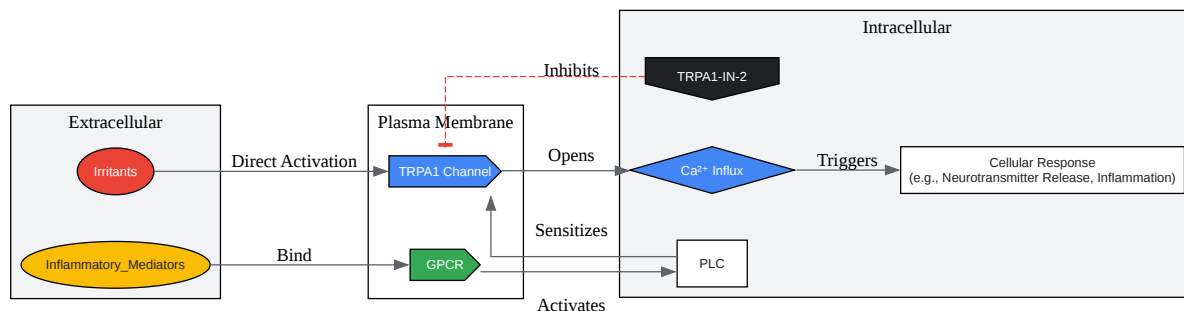 Intracellular
TRPA1-IN-2
Inhibits
Extracellular
Plasma Membrane
Irritants
Direct Activation
TRPA1 Channel
Opens
Ca²⁺ Influx
Triggers
Cellular Response
(e.g., Neurotransmitter Release, Inflammation)
Sensitizes
Inflammatory_Mediators
Bind
GPCR
PLC
Activates